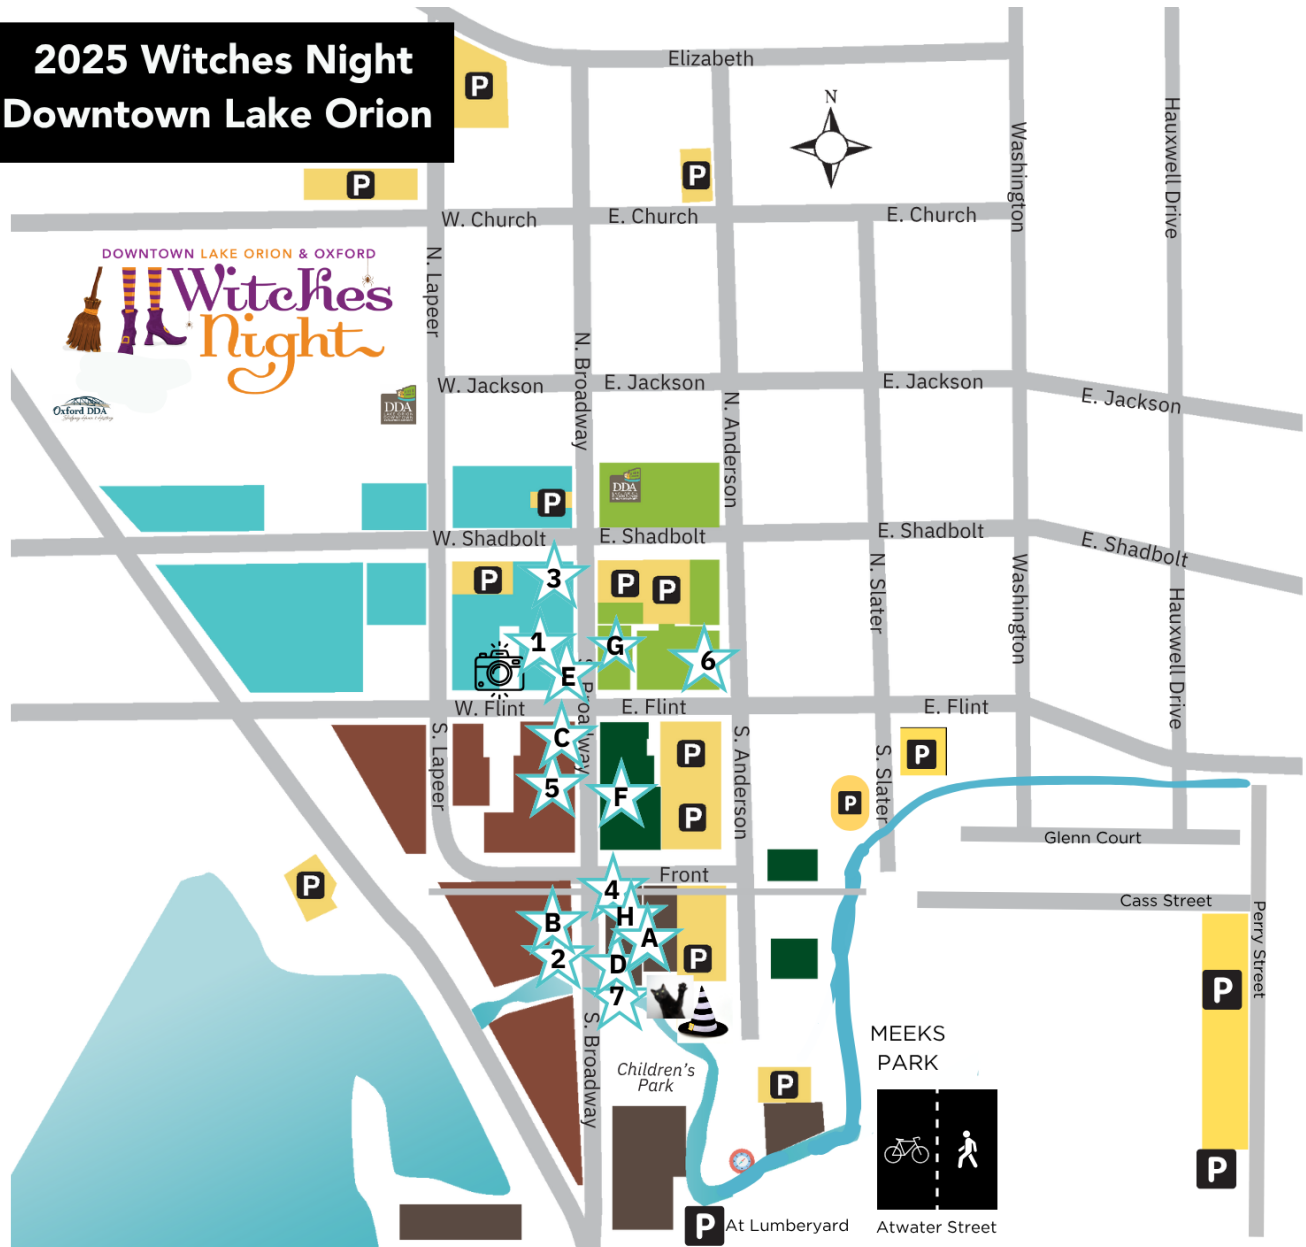 2025 Witches Night
Downtown Lake Orion
P
Elizabeth
N
P
P
Washington
Hauxwell Drive
W. Church
E. Church
E. Church
DOWNTOWN LAKE ORION & OXFORD
Witches
Night
N. Lapeer
Oxford DDA
DDA
N. Broadway
W. Jackson
E. Jackson
E. Jackson
E. Jackson
N. Anderson
P
DDA
W. Shadbolt
E. Shadbolt
E. Shadbolt
E. Shadbolt
P
3
P
P
N. Slater
Washington
Hauxwell Drive
1
G
6
E
S. Broadway
W. Flint
E. Flint
E. Flint
S. Lapeer
C
P
S. Anderson
S. Slater
P
5
F
P
P
Glenn Court
Front
P
4
Cass Street
B
H
A
Perry Street
2
D
P
7
P
S. Broadway
MEEKS
PARK
Children's
Park
P
P
P
At Lumberyard
Atwater Street